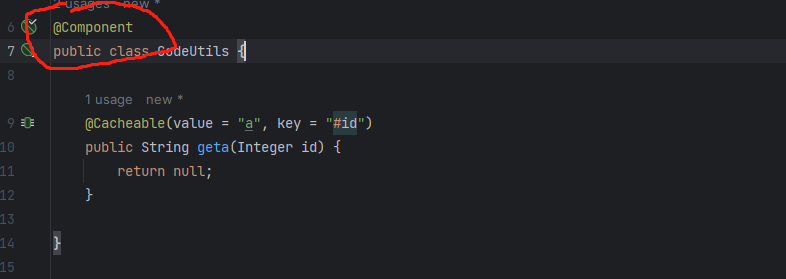 2 usages new *
6 @Component
7 public class CodeUtils {
8
1 usage new *
9 @Cacheable(value = "a", key = "#id")
10 public String geta(Integer id) {
11 return null;
12 }
13
14 }
15